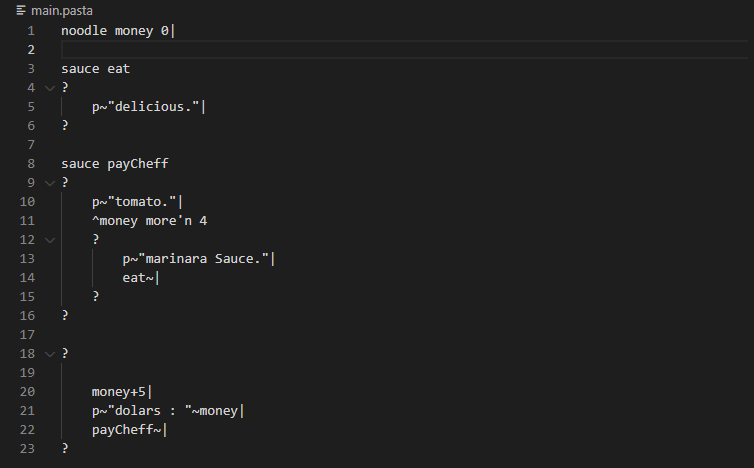 main.pasta
1 noodle money 0|
2
3 sauce eat
4 ?
5 p~"delicious."|
6 ?
7
8 sauce payCheff
9 ?
10 p~"tomato."|
11 ^money more'n 4
12 ?
13 p~"marinara Sauce."|
14 eat~|
15 ?
16 ?
17
18 ?
19
20 money+5|
21 p~"dolars : "~money|
22 payCheff~|
23 ?